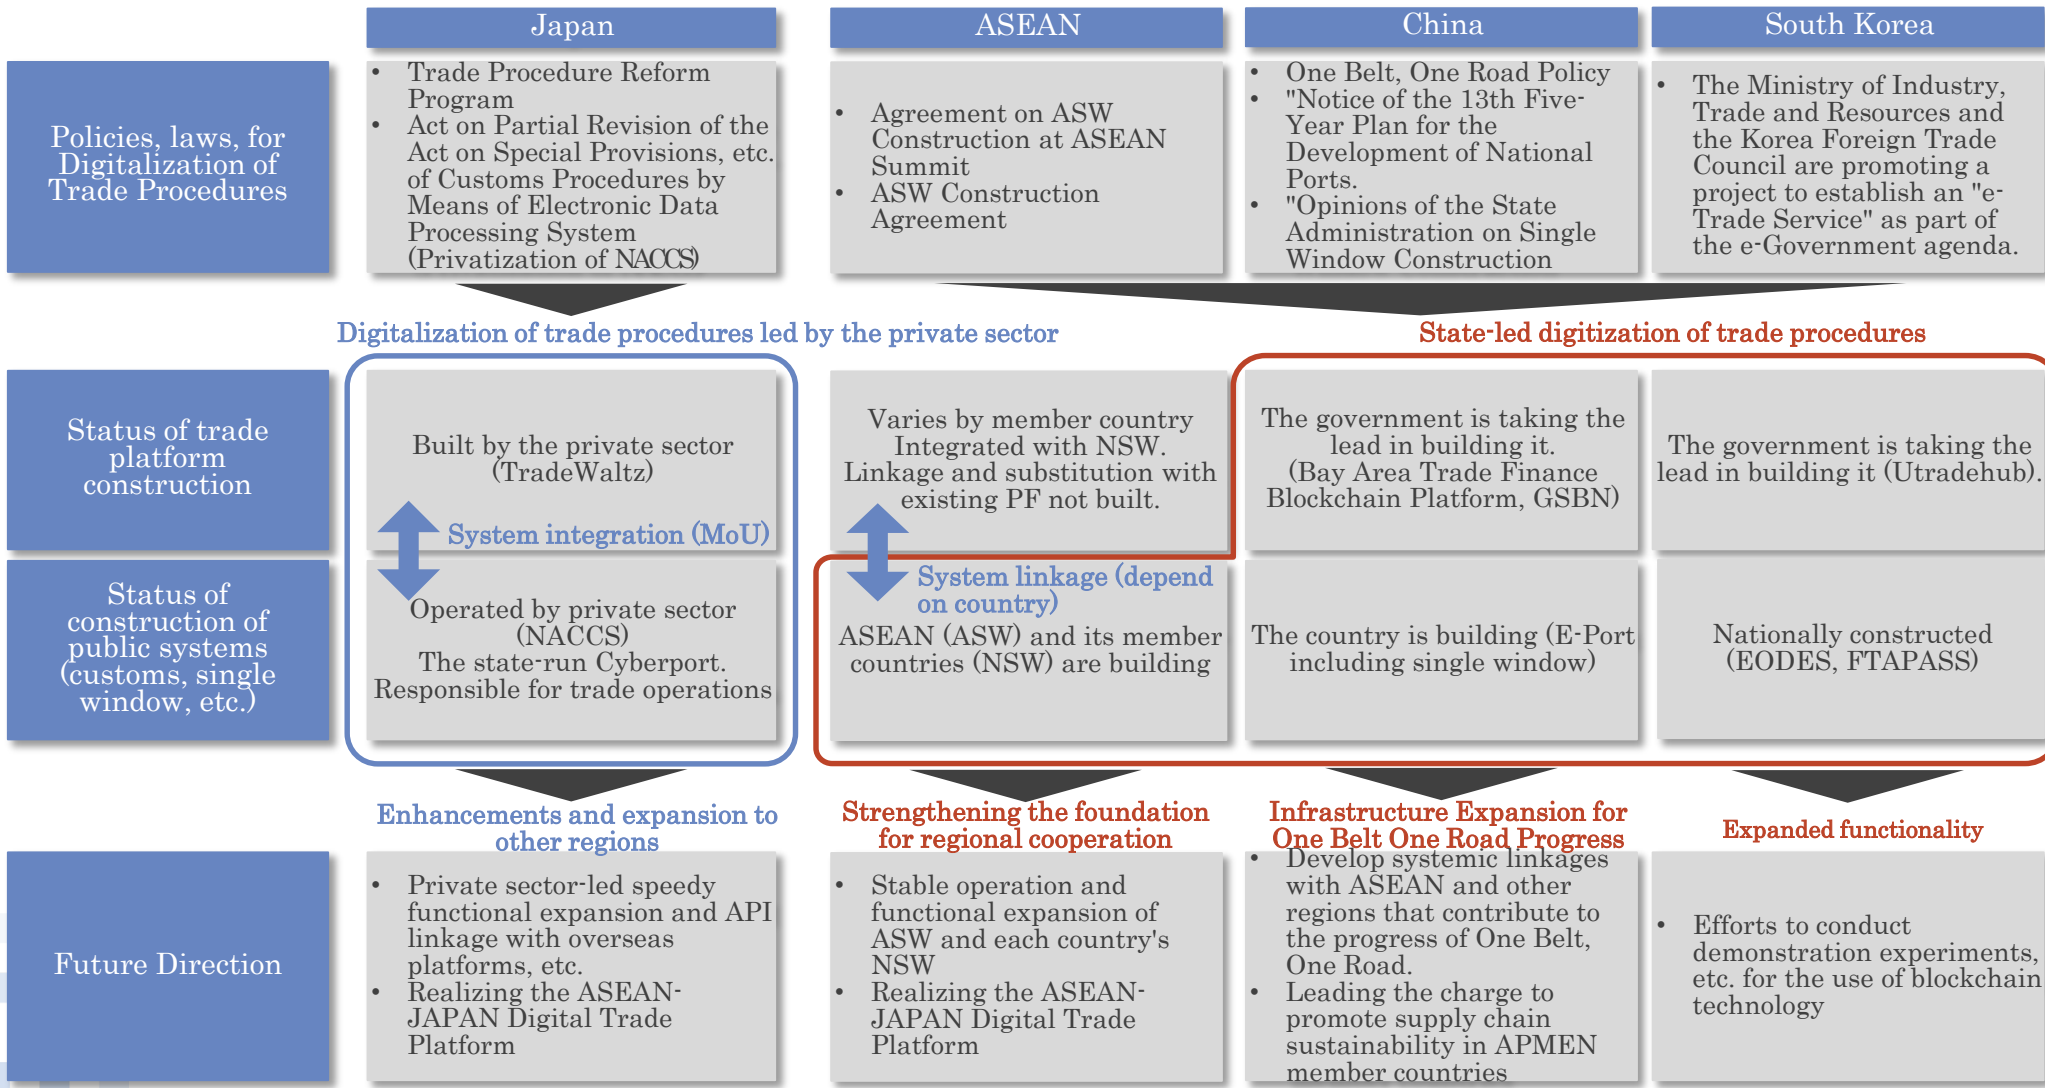 Japan
ASEAN
China
South Korea
Policies, laws, for
Digitalization of
Trade Procedures
• Trade Procedure Reform
Program
• Act on Partial Revision of the
Act on Special Provisions, etc.
of Customs Procedures by
Means of Electronic Data
Processing System
(Privatization of NACCS)
• Agreement on ASW
Construction at ASEAN
Summit
• ASW Construction
Agreement
• One Belt, One Road Policy
• "Notice of the 13th Five-
Year Plan for the
Development of National
Ports.
• "Opinions of the State
Administration on Single
Window Construction
• The Ministry of Industry,
Trade and Resources and
the Korea Foreign Trade
Council are promoting a
project to establish an "e-
Trade Service" as part of
the e-Government agenda.
Digitalization of trade procedures led by the private sector
State-led digitization of trade procedures
Status of trade
platform
construction
Built by the private sector
(TradeWaltz)
System integration (MoU)
Varies by member country
Integrated with NSW.
Linkage and substitution with
existing PF not built.
The government is taking the
lead in building it.
(Bay Area Trade Finance
Blockchain Platform, GSBN)
The government is taking the
lead in building it (Utradehub).
Status of
construction of
public systems
(customs, single
window, etc.)
Operated by private sector
(NACCS)
The state-run Cyberport.
Responsible for trade operations
System linkage (depend
on country)
ASEAN (ASW) and its member
countries (NSW) are building
The country is building (E-Port
including single window)
Nationally constructed
(EODES, FTAPASS)
Enhancements and expansion to
other regions
Strengthening the foundation
for regional cooperation
Infrastructure Expansion for
One Belt One Road Progress
Expanded functionality
Future Direction
• Private sector-led speedy
functional expansion and API
linkage with overseas
platforms, etc.
• Realizing the ASEAN-
JAPAN Digital Trade
Platform
• Stable operation and
functional expansion of
ASW and each country's
NSW
• Realizing the ASEAN-
JAPAN Digital Trade
Platform
• Develop systemic linkages
with ASEAN and other
regions that contribute to
the progress of One Belt,
One Road.
• Leading the charge to
promote supply chain
sustainability in APMEN
member countries
• Efforts to conduct
demonstration experiments,
etc. for the use of blockchain
technology